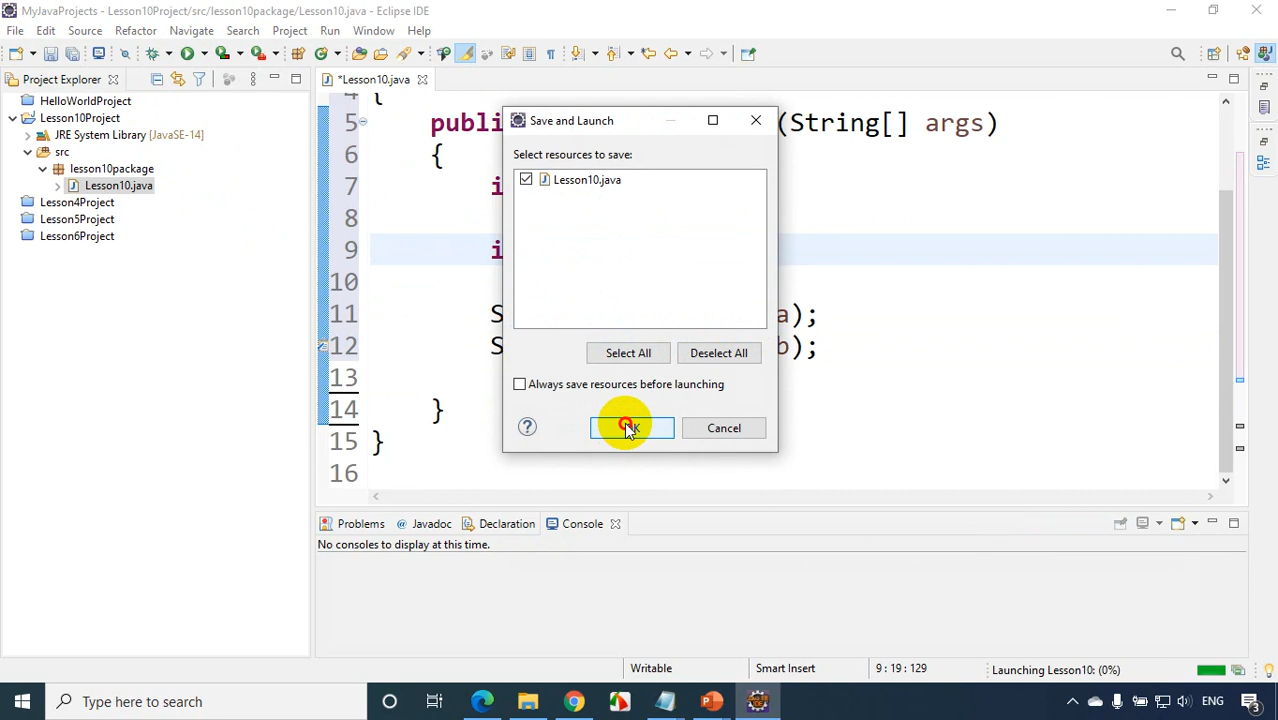 MyJavaProjects - Lesson10Project/src/lesson10package/Lesson10.java - Eclipse IDE
File Edit Source Refactor Navigate Search Project Run Window Help
Project Explorer
HelloWorldProject
Lesson10Project
JRE System Library [JavaSE-14]
src
lesson10package
Lesson10.java
Lesson4Project
Lesson5Project
Lesson6Project
*Lesson10.java
4 {
5 publi (String[] args)
6 {
7 i
8
9 i
10
11 S a);
12 S b);
13
14 }
15 }
16
Save and Launch
Select resources to save:
Lesson10.java
Select All Deselect All
Always save resources before launching
? OK Cancel
Problems @ Javadoc Declaration Console
No consoles to display at this time.
Writable Smart Insert 9 : 19 : 129 Launching Lesson10: (0%)
Type here to search
ENG
3